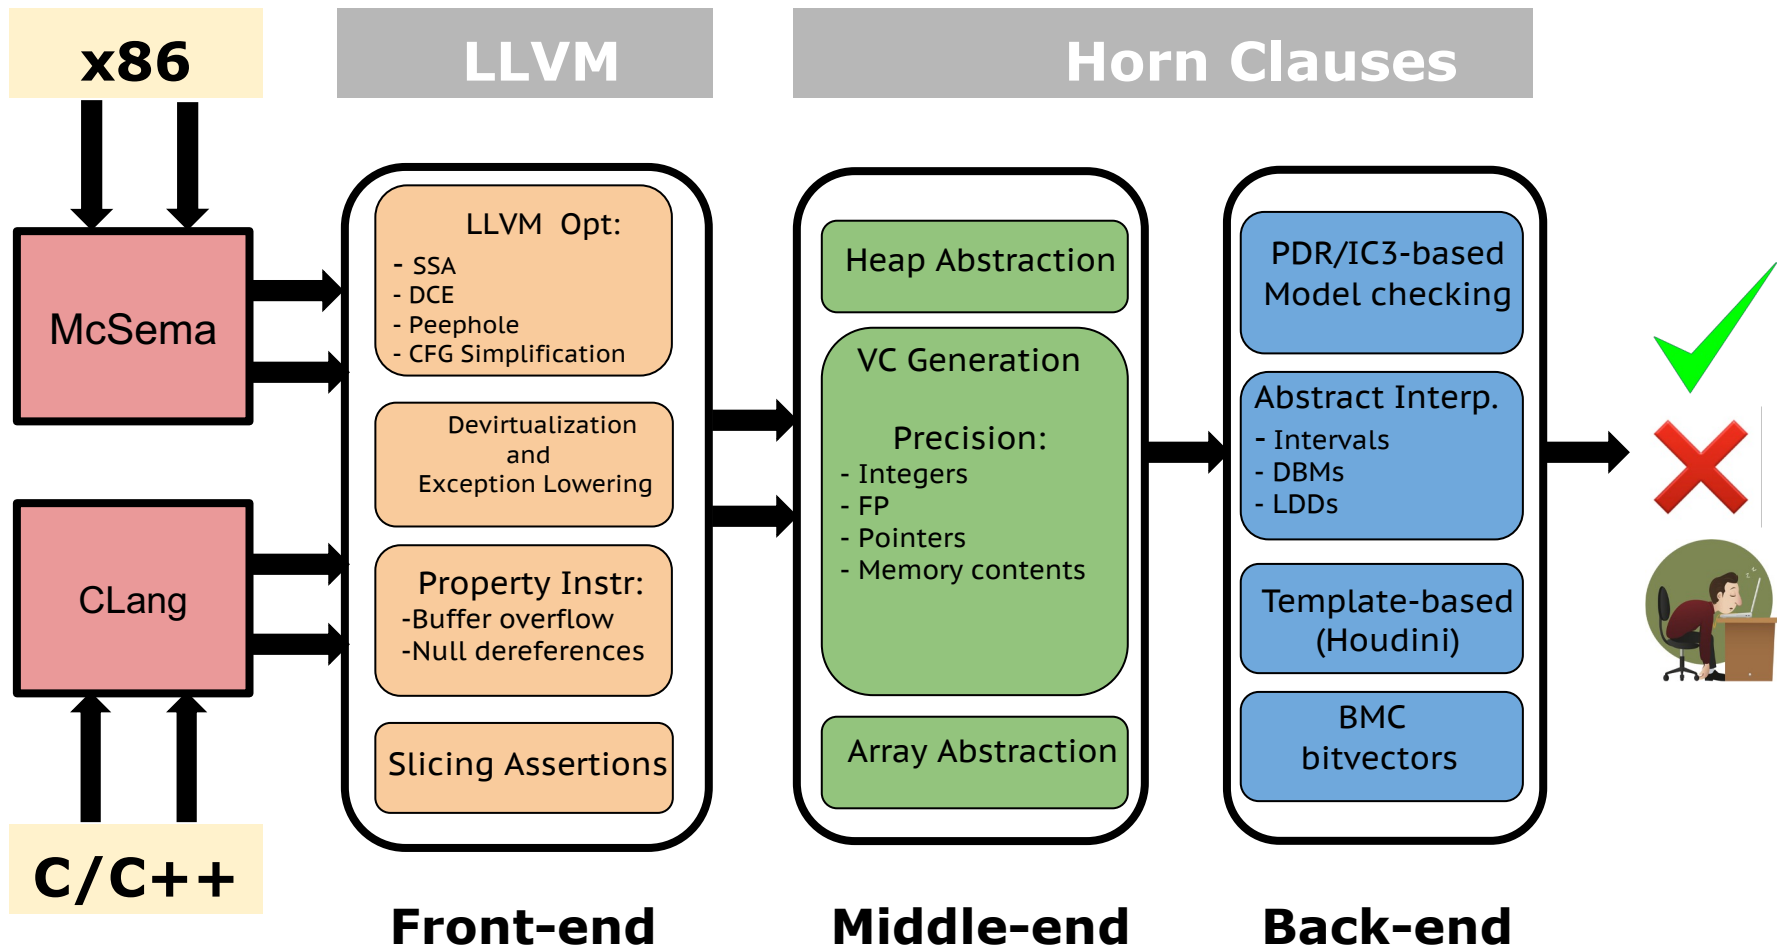 x86
LLVM
Horn Clauses
McSema
CLang
C/C++
LLVM Opt:
- SSA
- DCE
- Peephole
- CFG Simplification
Devirtualization
and
Exception Lowering
Property Instr:
-Buffer overflow
-Null dereferences
Slicing Assertions
Front-end
Heap Abstraction
VC Generation
Precision:
- Integers
- FP
- Pointers
- Memory contents
Array Abstraction
Middle-end
PDR/IC3-based
Model checking
Abstract Interp.
- Intervals
- DBMs
- LDDs
Template-based
(Houdini)
BMC
bitvectors
Back-end